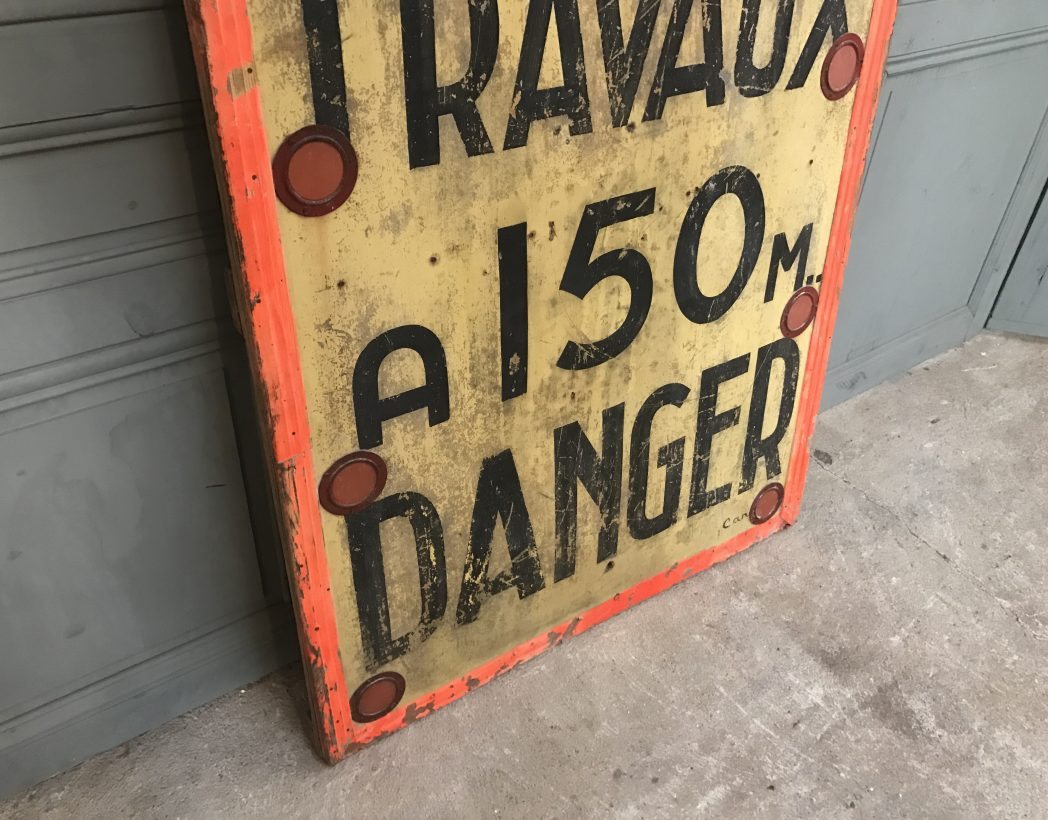 TRAVAUX
A 150 M..
DANGER